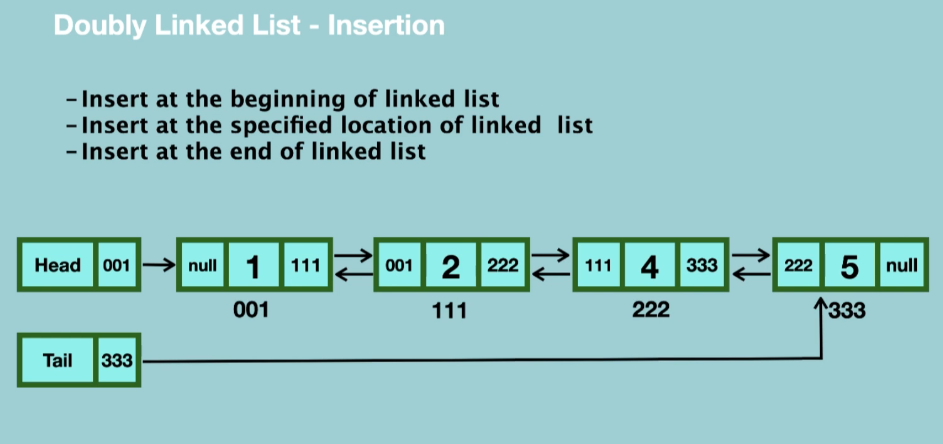 Doubly Linked List - Insertion
- Insert at the beginning of linked list
- Insert at the specified location of linked list
- Insert at the end of linked list
Head 001 null 1 111 001 2 222 111 4 333 222 5 null
001 111 222 333
Tail 333